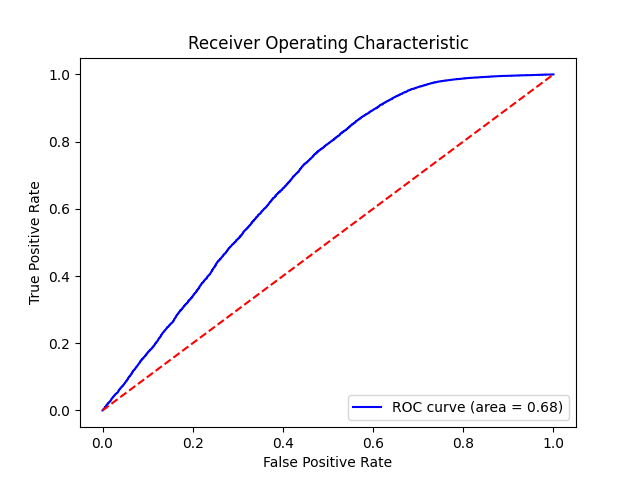 Receiver Operating Characteristic
True Positive Rate
1.0
0.8
0.6
0.4
0.2
0.0
ROC curve (area = 0.68)
0.0 0.2 0.4 0.6 0.8 1.0
False Positive Rate